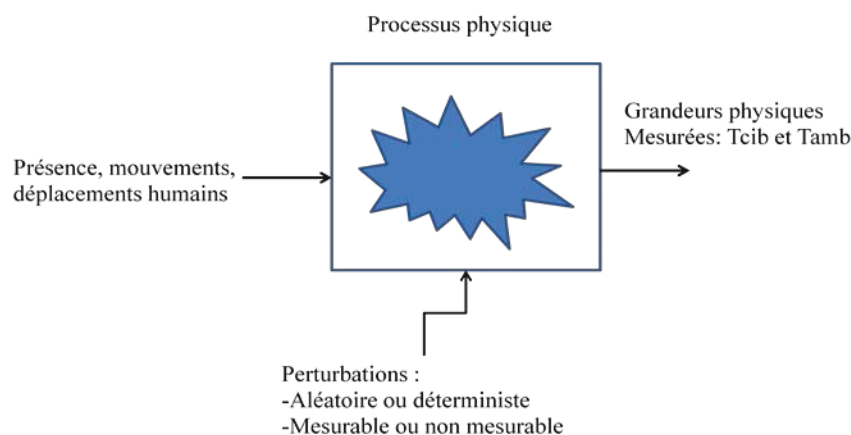 Processus physique
Présence, mouvements,
déplacements humains
Grandeurs physiques
Mesurées: Tcib et Tamb
Perturbations :
-Aléatoire ou déterministe
-Mesurable ou non mesurable